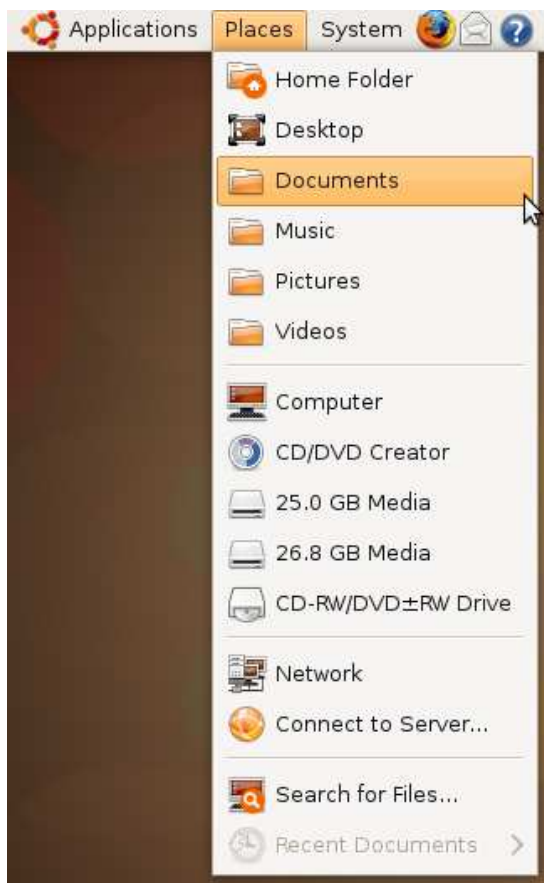 Applications Places System
Home Folder
Desktop
Documents
Music
Pictures
Videos
Computer
CD/DVD Creator
25.0 GB Media
26.8 GB Media
CD-RW/DVD±RW Drive
Network
Connect to Server...
Search for Files...
Recent Documents